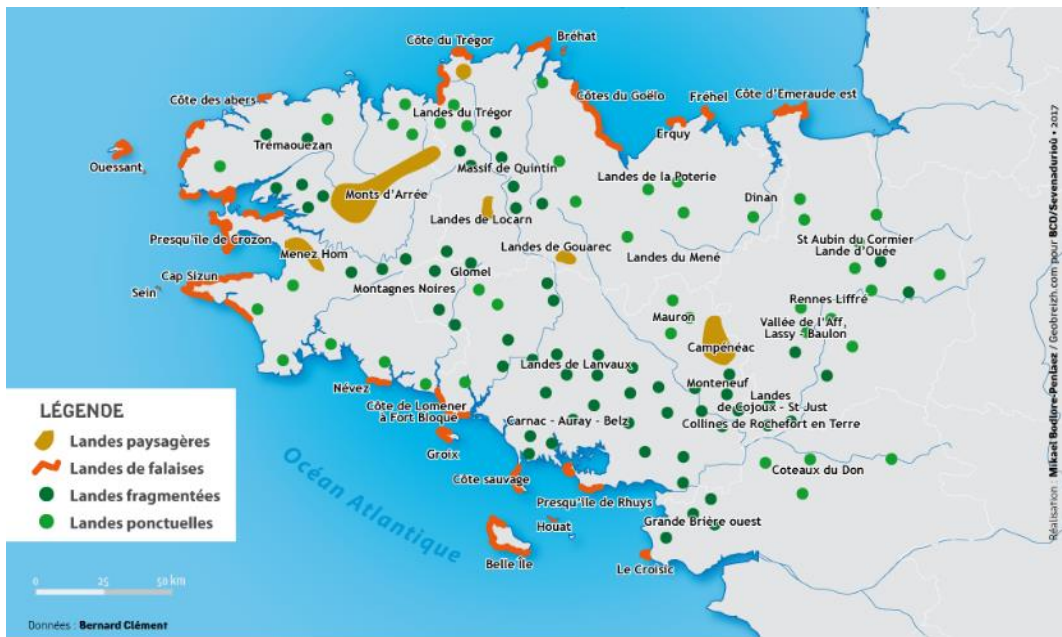 Côte du Trégor
Bréhat
Côte des abers
Côtes du Goëlo
Fréhel
Côte d'Emeraude est
Landes du Trégor
Erquy
Trémaouezan
Ouessant
Massif de Quintin
Landes de la Poterie
Monts d'Arrée
Dinan
Landes de Locarn
Presqu'île de Crozon
St Aubin du Cormier
Lande d'Ouée
Menez Hom
Landes de Gouarec
Landes du Mené
Cap Sizun
Glomel
Sein
Montagnes Noires
Rennes Liffré
Mauron
Vallée de l'Aff,
Lassy - Baulon
Campénéac
Landes de Lanvaux
Névez
Monteneuf
Landes
de Cojoux - St Just
Côte de Lomener
à Fort Bloqué
Carnac - Auray - Belz
Collines de Rochefort en Terre
Groix
Coteaux du Don
Côte sauvage
Presqu'île de Rhuys
Houat
Grande Brière ouest
Belle Île
Le Croisic
Océan Atlantique
LÉGENDE
Landes paysagères
Landes de falaises
Landes fragmentées
Landes ponctuelles
0 25 50 km
Données : Bernard Clément
Réalisation : Mikael Bodlore-Penlaez / Geobreizh.com pour BCD/Sevenadurioù • 2017